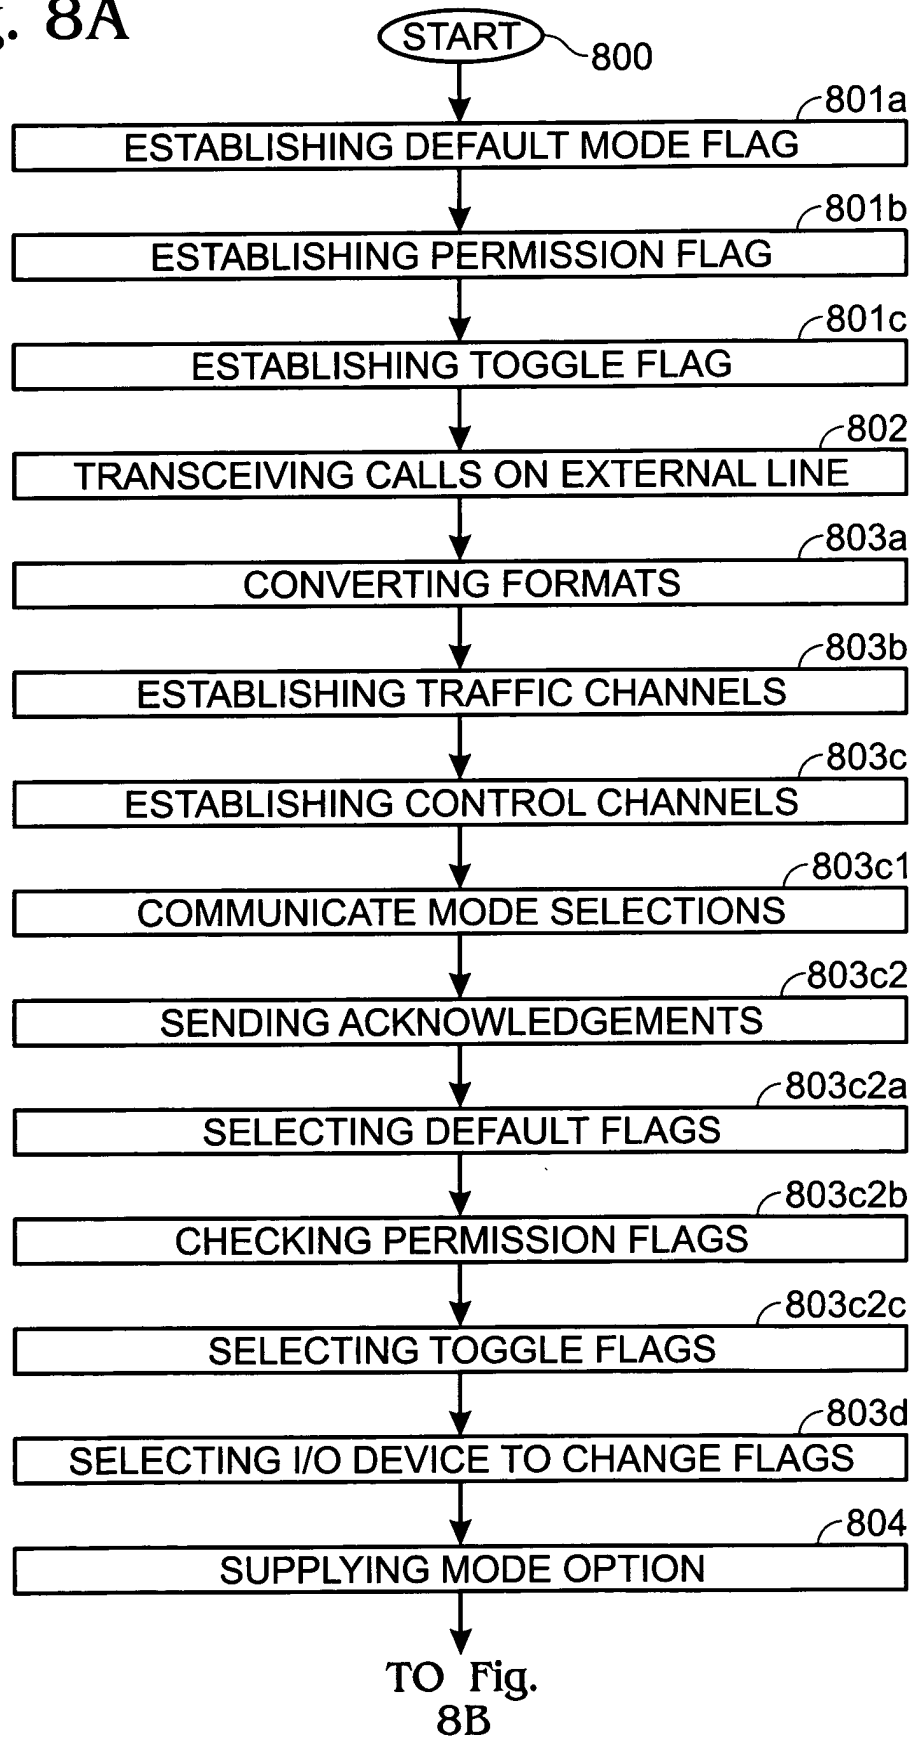 . 8A
START
800
801a
ESTABLISHING DEFAULT MODE FLAG
801b
ESTABLISHING PERMISSION FLAG
801c
ESTABLISHING TOGGLE FLAG
802
TRANSCEIVING CALLS ON EXTERNAL LINE
803a
CONVERTING FORMATS
803b
ESTABLISHING TRAFFIC CHANNELS
803c
ESTABLISHING CONTROL CHANNELS
803c1
COMMUNICATE MODE SELECTIONS
803c2
SENDING ACKNOWLEDGEMENTS
803c2a
SELECTING DEFAULT FLAGS
803c2b
CHECKING PERMISSION FLAGS
803c2c
SELECTING TOGGLE FLAGS
803d
SELECTING I/O DEVICE TO CHANGE FLAGS
804
SUPPLYING MODE OPTION
TO Fig.
8B